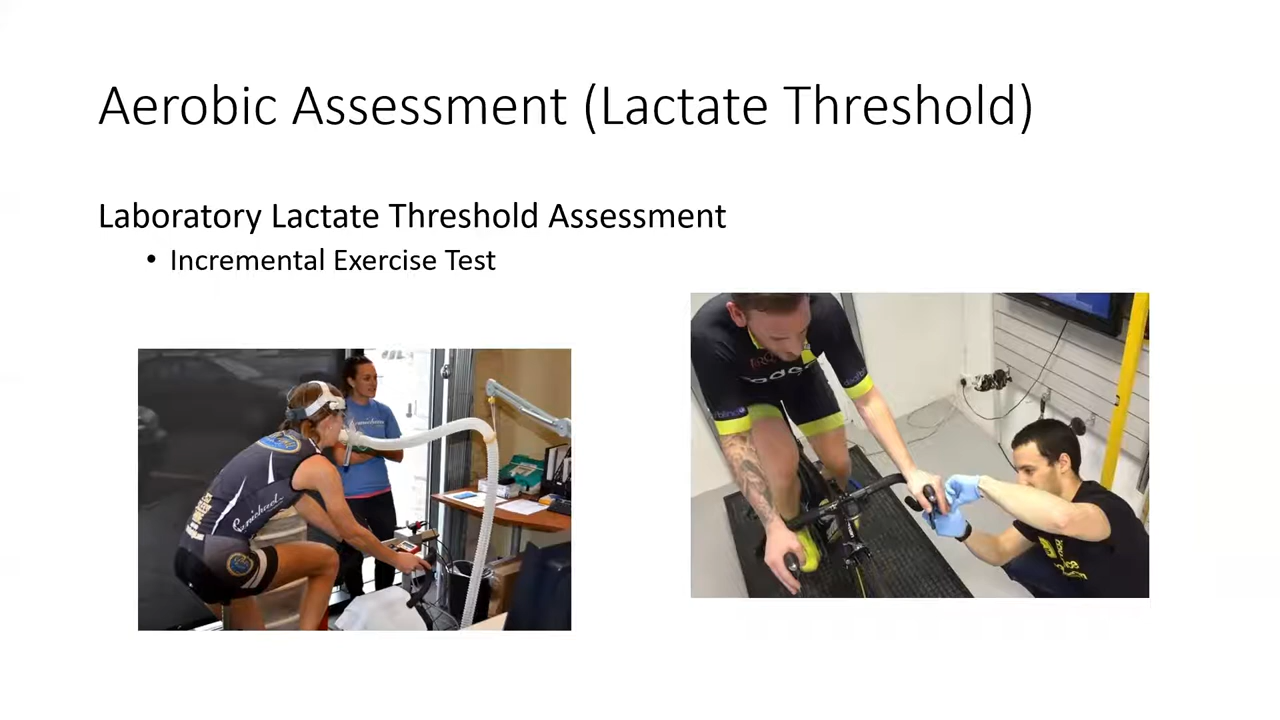 Aerobic Assessment (Lactate Threshold)
Laboratory Lactate Threshold Assessment
• Incremental Exercise Test